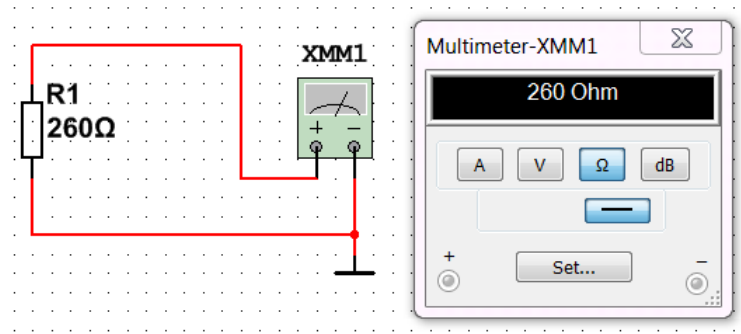 XMM1
R1
260Ω
+ −
Multimeter-XMM1
260 Ohm
A V Ω dB
+ Set... −